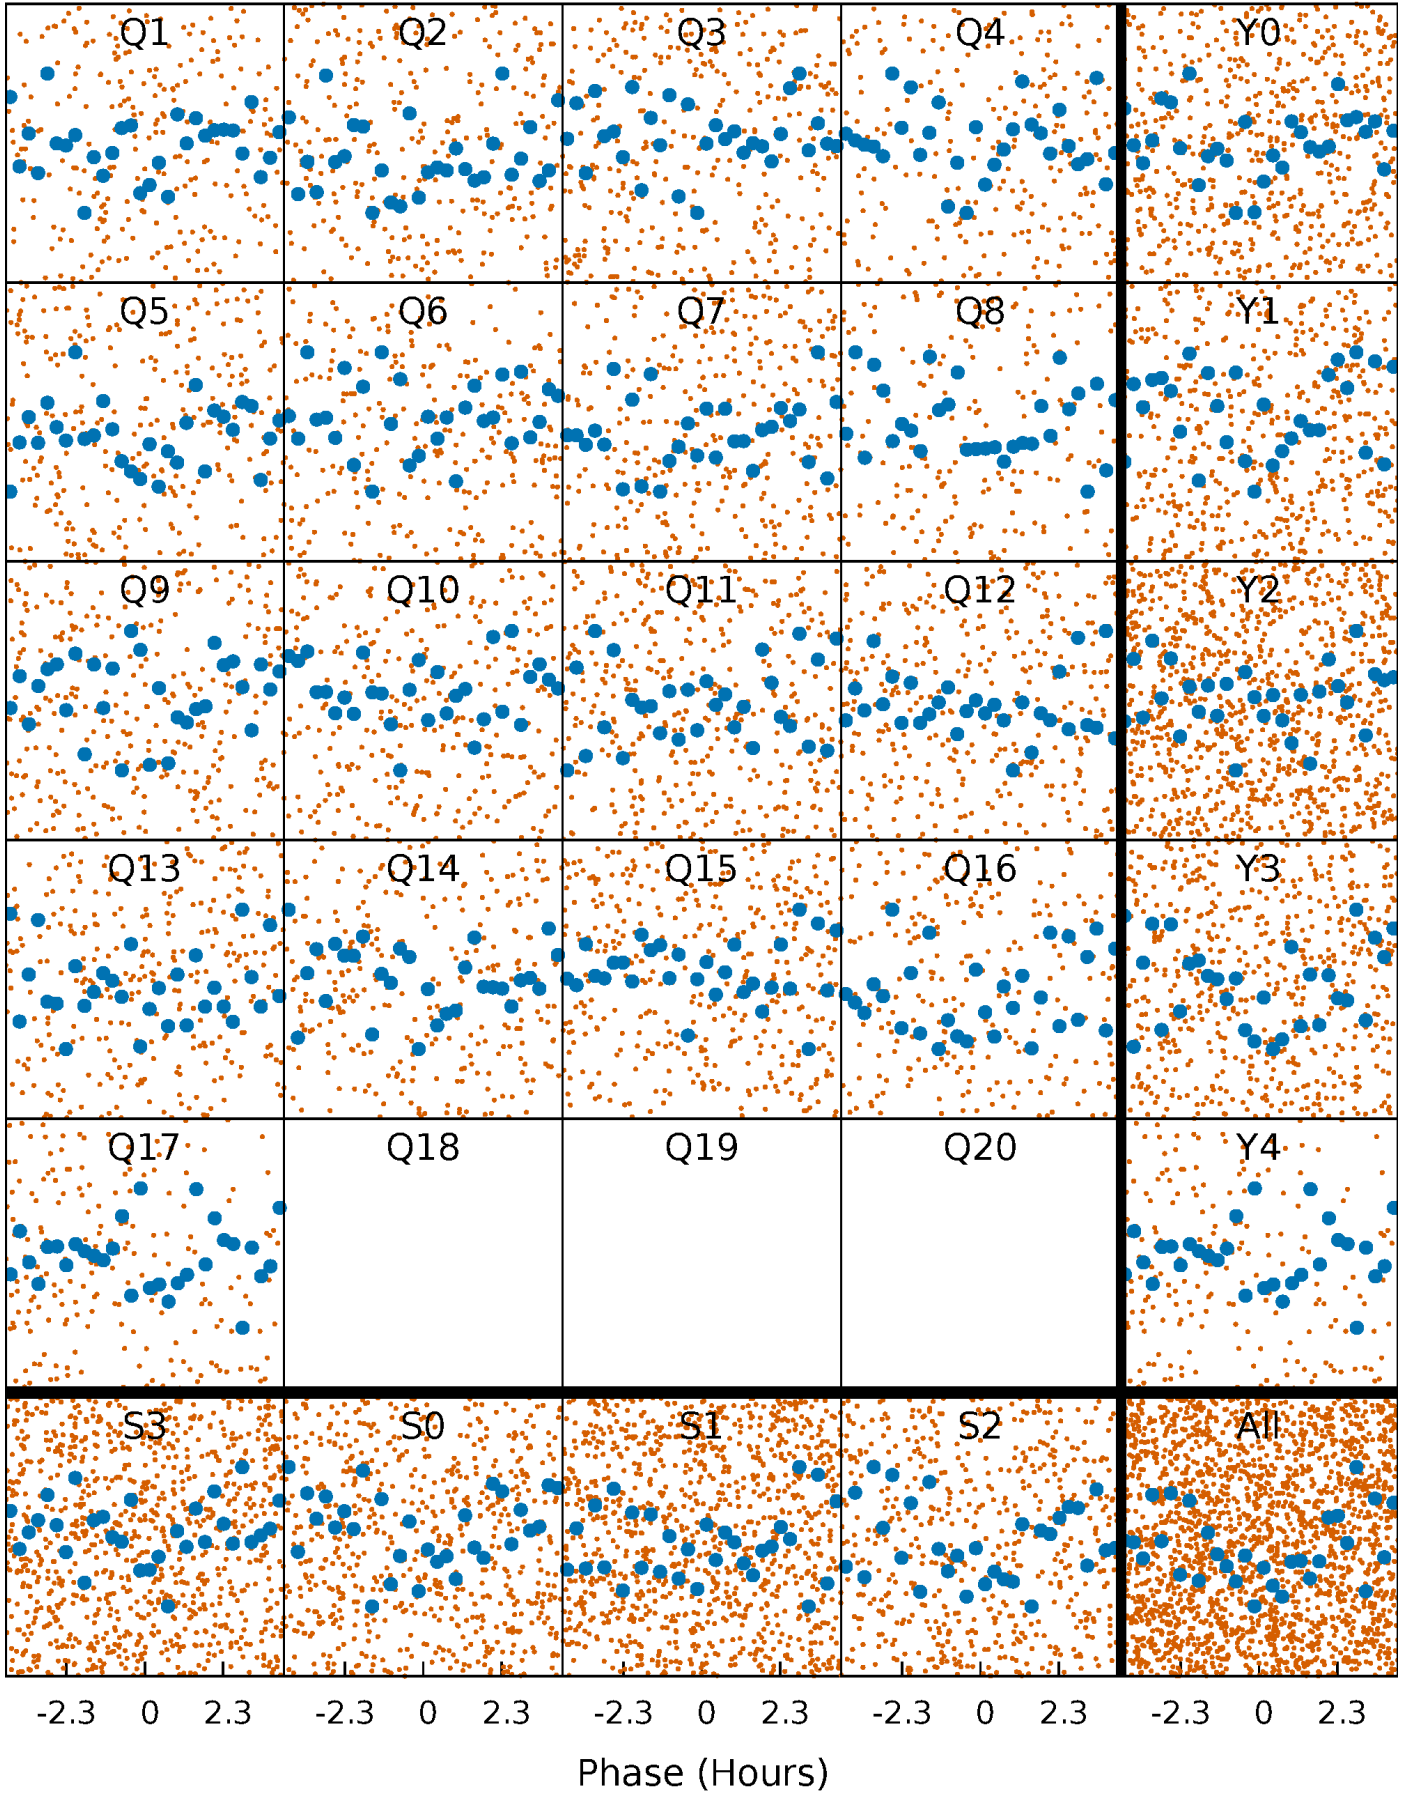 Q1 Q2 Q3 Q4 Y0
Q5 Q6 Q7 Q8 Y1
Q9 Q10 Q11 Q12 Y2
Q13 Q14 Q15 Q16 Y3
Q17 Q18 Q19 Q20 Y4
S3 S0 S1 S2 All
-2.3 0 2.3 -2.3 0 2.3 -2.3 0 2.3 -2.3 0 2.3 -2.3 0 2.3
Phase (Hours)